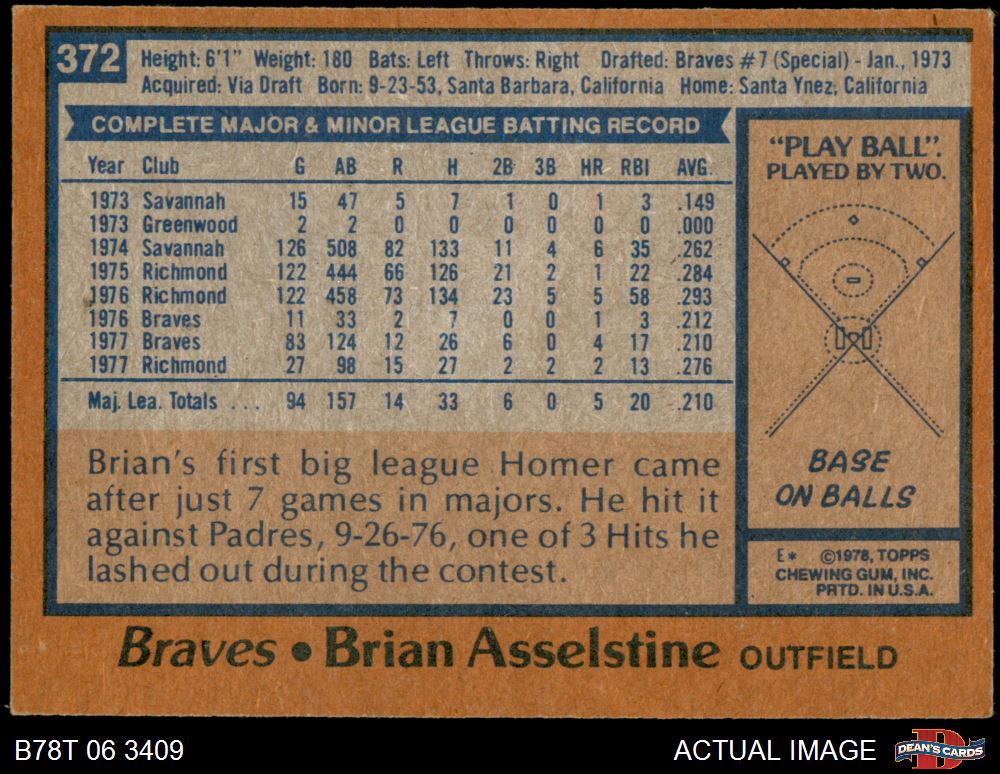 372
Height: 6'1" Weight: 180 Bats: Left Throws: Right Drafted: Braves #7 (Special) - Jan., 1973
Acquired: Via Draft Born: 9-23-53, Santa Barbara, California Home: Santa Ynez, California
COMPLETE MAJOR & MINOR LEAGUE BATTING RECORD
Year Club G AB R H 2B 3B HR RBI AVG.
1973 Savannah 15 47 5 7 1 0 1 3 .149
1973 Greenwood 2 2 0 0 0 0 0 0 .000
1974 Savannah 126 508 82 133 11 4 6 35 .262
1975 Richmond 122 444 66 126 21 2 1 22 .284
1976 Richmond 122 458 73 134 23 5 5 58 .293
1976 Braves 11 33 2 7 0 0 1 3 .212
1977 Braves 83 124 12 26 6 0 4 17 .210
1977 Richmond 27 98 15 27 2 2 2 13 .276
Maj. Lea. Totals . . . 94 157 14 33 6 0 5 20 .210
Brian's first big league Homer came
after just 7 games in majors. He hit it
against Padres, 9-26-76, one of 3 Hits he
lashed out during the contest.
"PLAY BALL".
PLAYED BY TWO.
BASE
ON BALLS
E* ©1978, TOPPS
CHEWING GUM, INC.
PRTD. IN U.S.A.
Braves • Brian Asselstine OUTFIELD
B78T 06 3409
ACTUAL IMAGE
D
DEAN'S CARDS